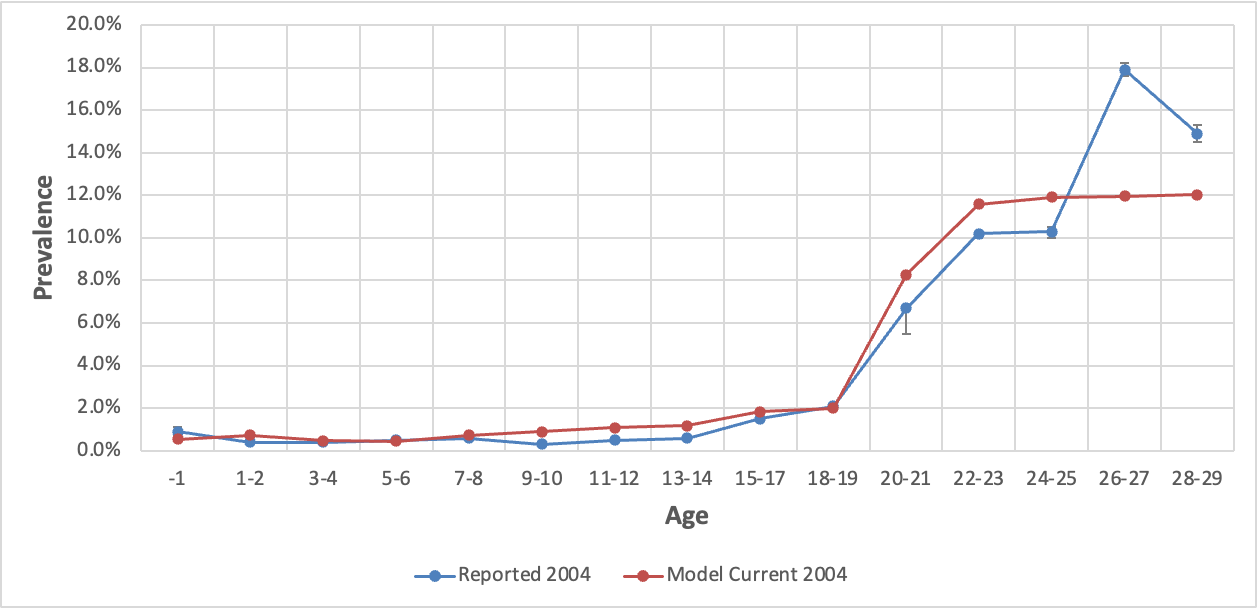 20.0%
18.0%
16.0%
14.0%
12.0%
10.0%
8.0%
6.0%
4.0%
2.0%
0.0%
Prevalence
-1 1-2 3-4 5-6 7-8 9-10 11-12 13-14 15-17 18-19 20-21 22-23 24-25 26-27 28-29
Age
Reported 2004 Model Current 2004